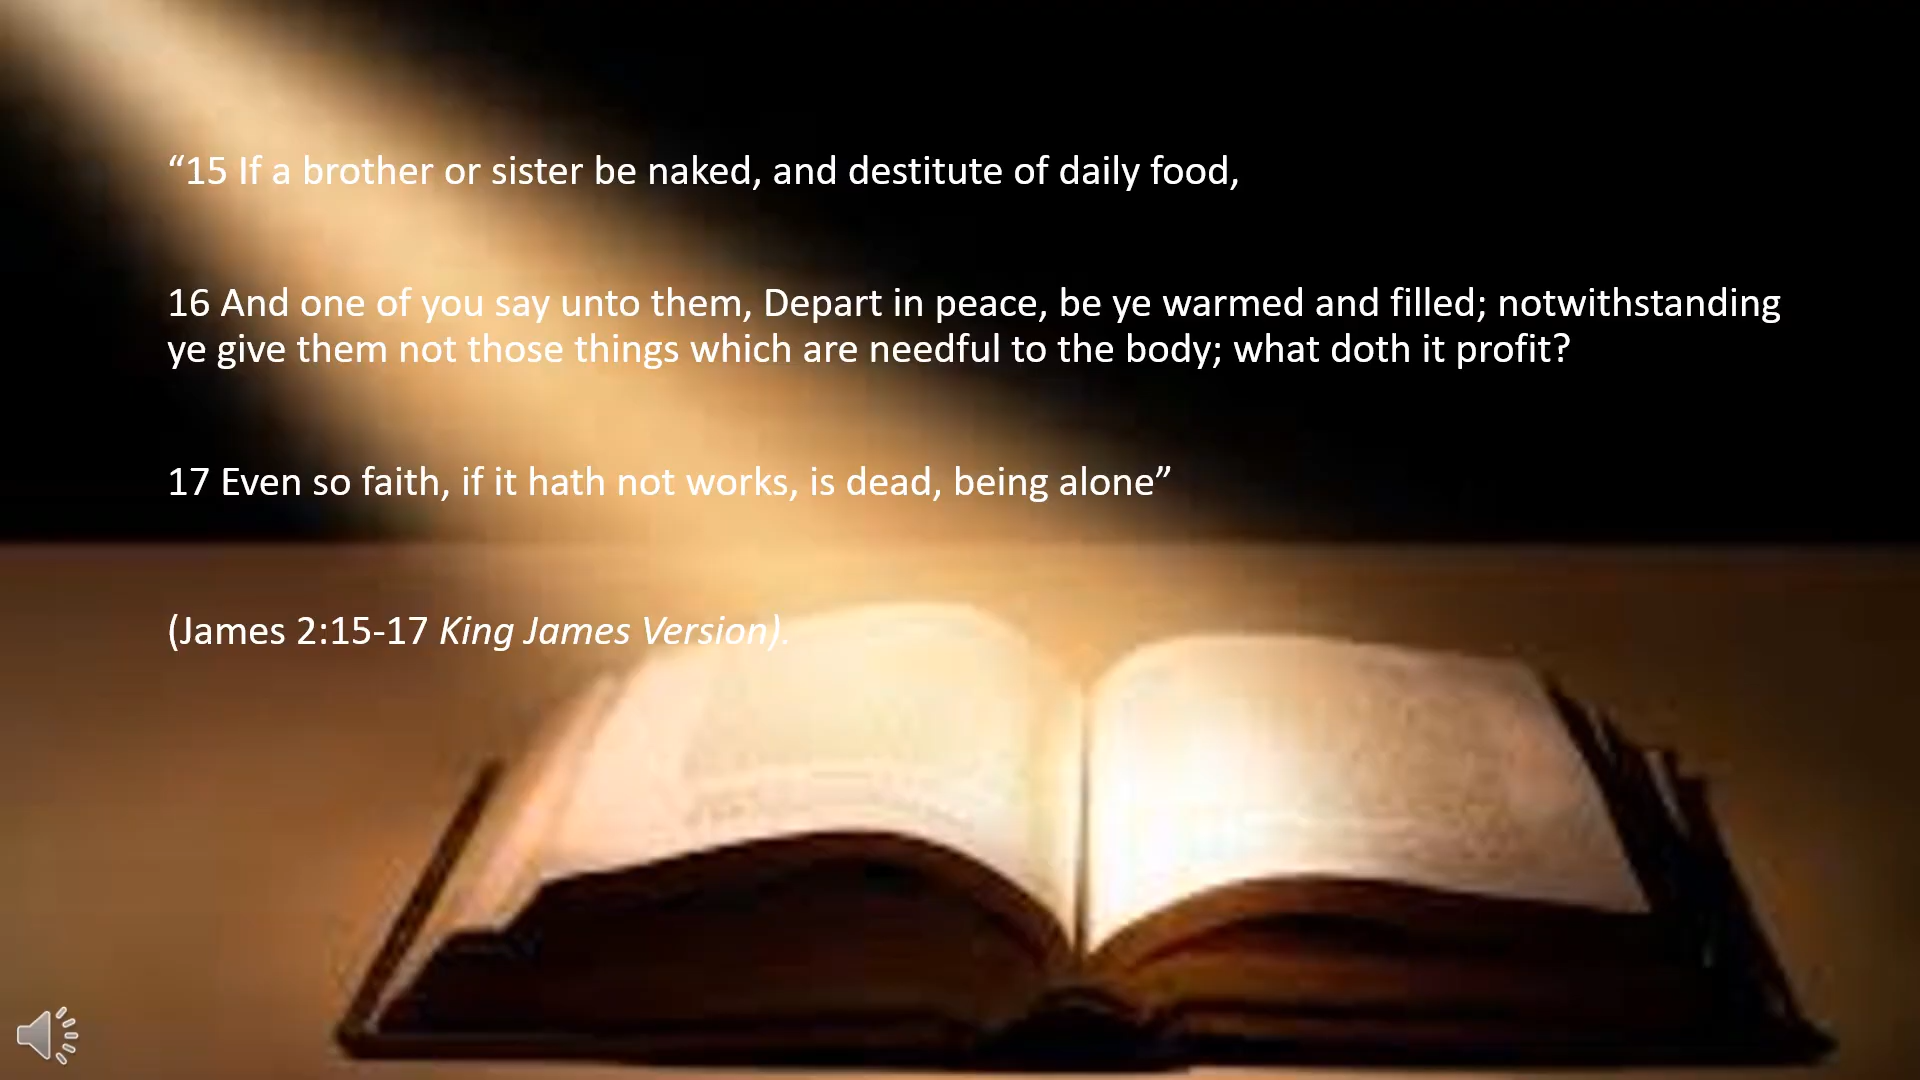 “15 If a brother or sister be naked, and destitute of daily food,
16 And one of you say unto them, Depart in peace, be ye warmed and filled; notwithstanding
ye give them not those things which are needful to the body; what doth it profit?
17 Even so faith, if it hath not works, is dead, being alone”
(James 2:15-17 King James Version).